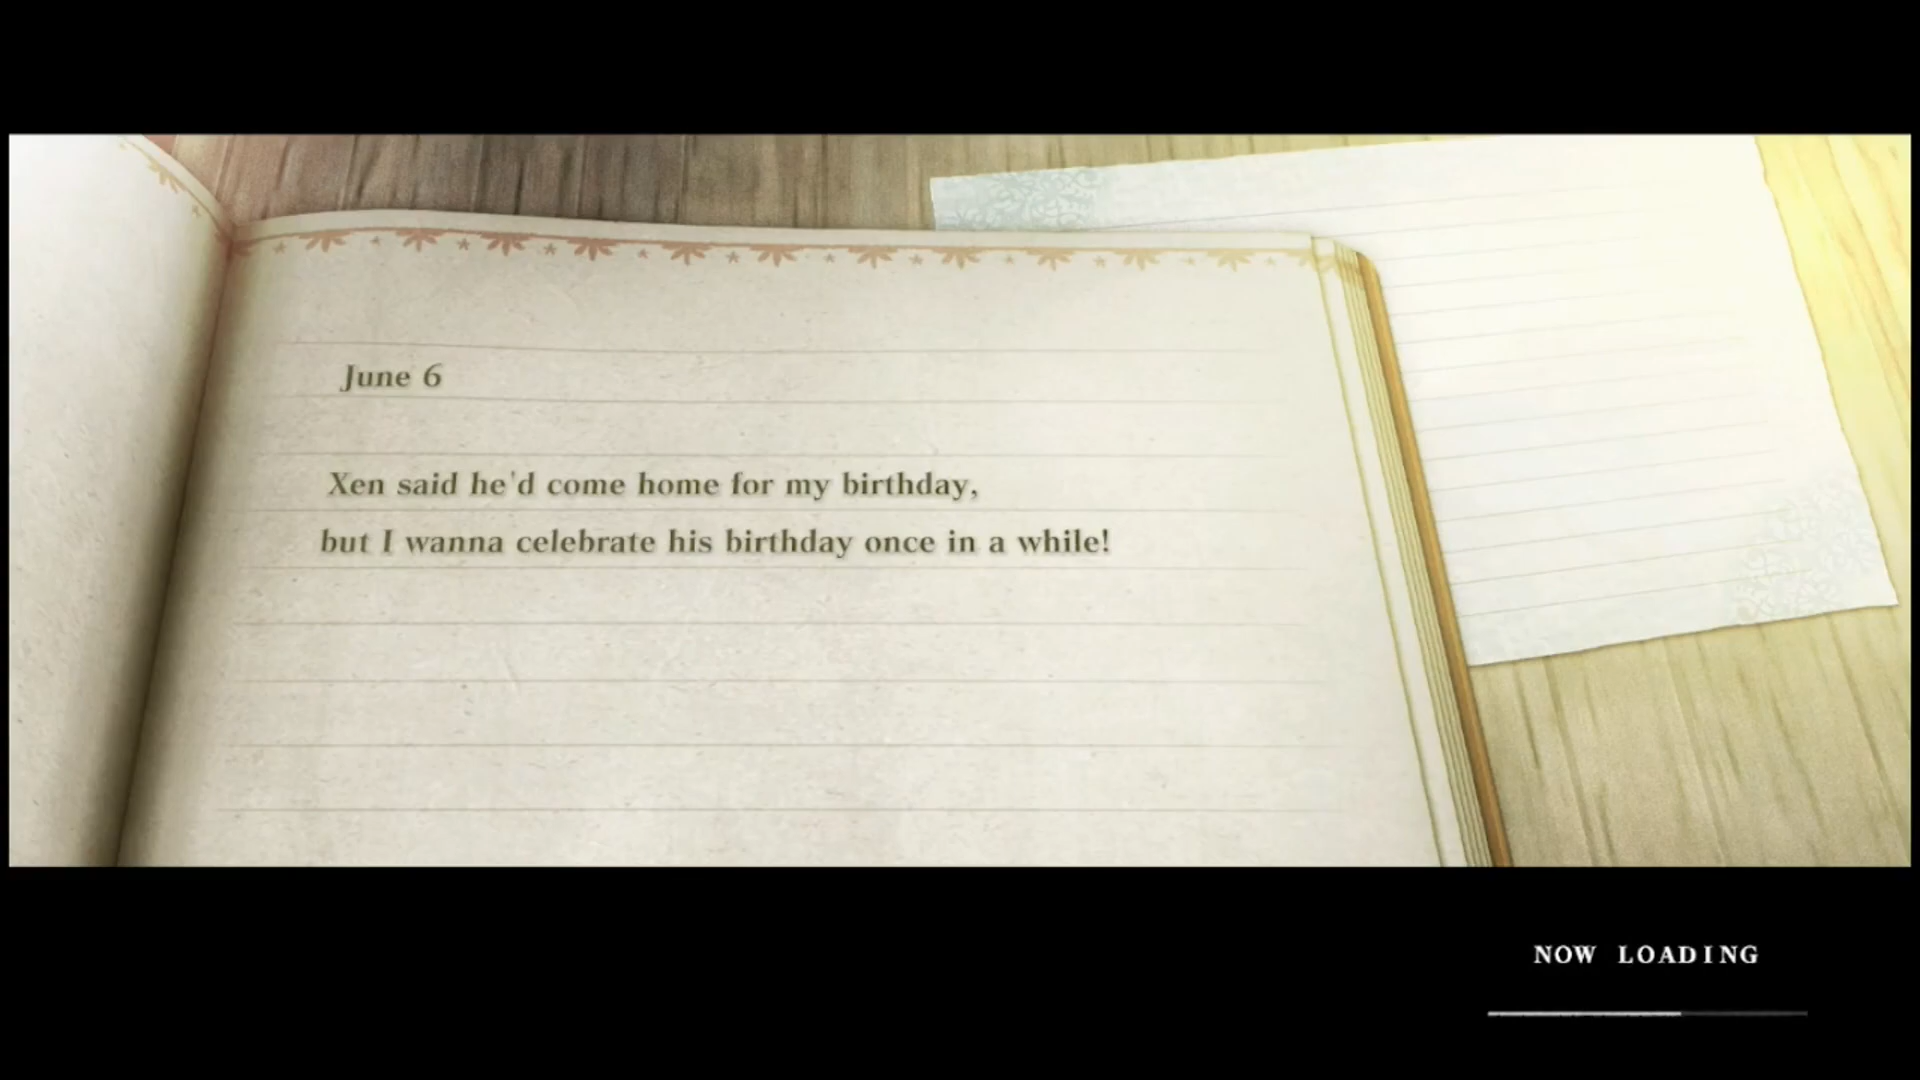 June 6
Xen said he'd come home for my birthday,
but I wanna celebrate his birthday once in a while!
NOW LOADING